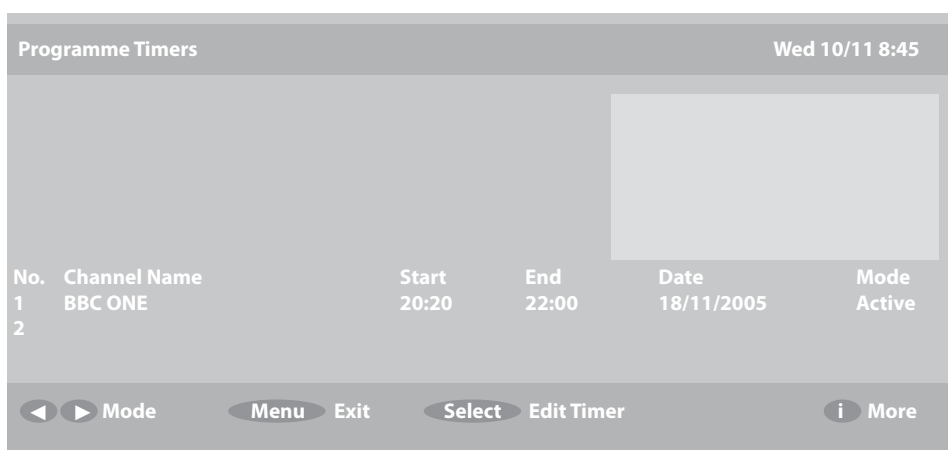 Programme Timers Wed 10/11 8:45
No. Channel Name Start End Date Mode
1 BBC ONE 20:20 22:00 18/11/2005 Active
2
◀ ▶ Mode Menu Exit Select Edit Timer i More